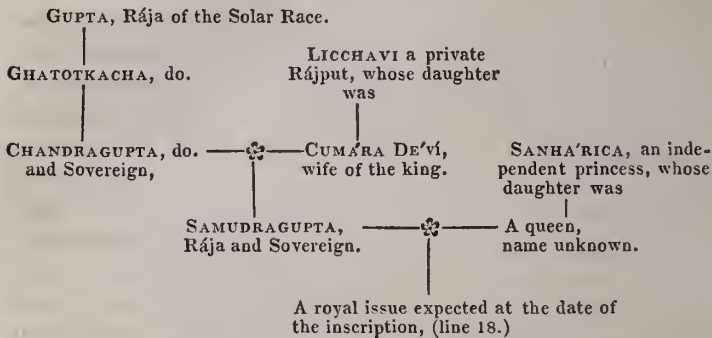 GUPTA, Rája of the Solar Race.
GHATOTKACHA, do.
LICCHAVI a private
Rájput, whose daughter
was
CHANDRAGUPTA, do.
and Sovereign,
CUMA'RA DE'VÍ,
wife of the king.
SANHA'RICA, an inde-
pendent princess, whose
daughter was
SAMUDRAGUPTA,
Rája and Sovereign.
A queen,
name unknown.
A royal issue expected at the date of
the inscription, (line 18.)